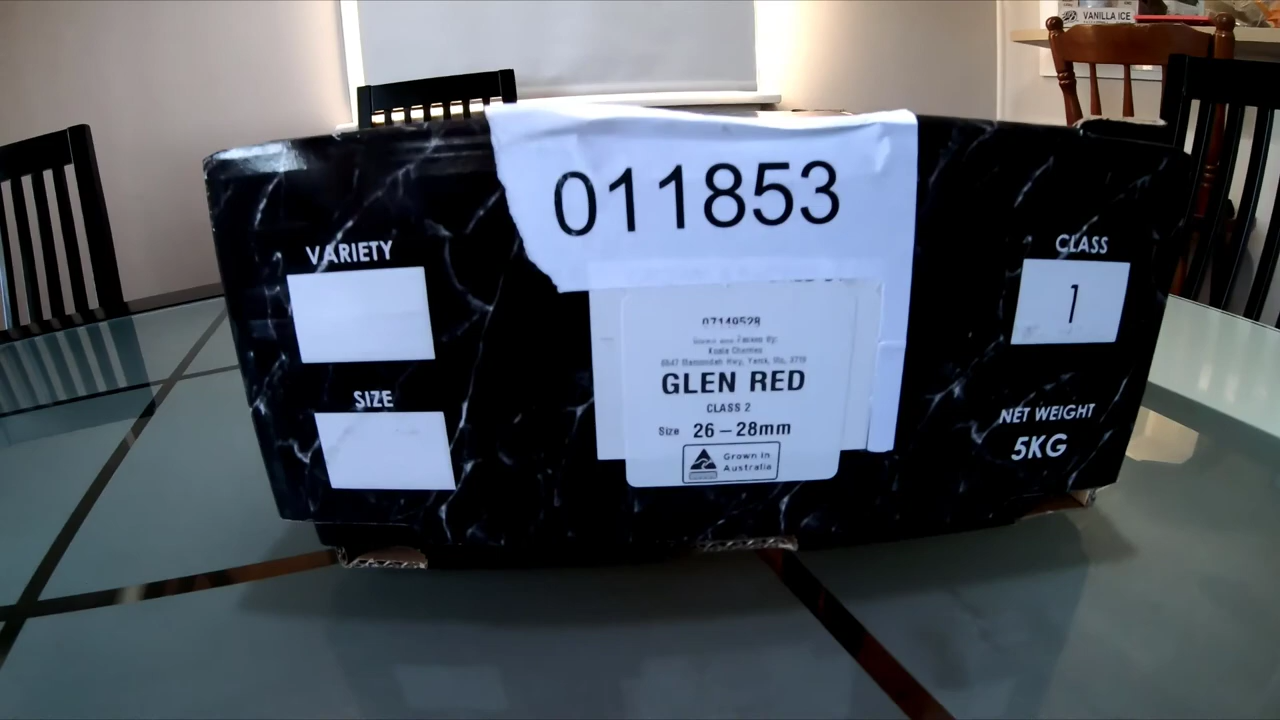 VANILLA ICE
011853
VARIETY
SIZE
07149528
GLEN RED
CLASS 2
Size 26 – 28mm
Grown in
Australia
CLASS
1
NET WEIGHT
5KG